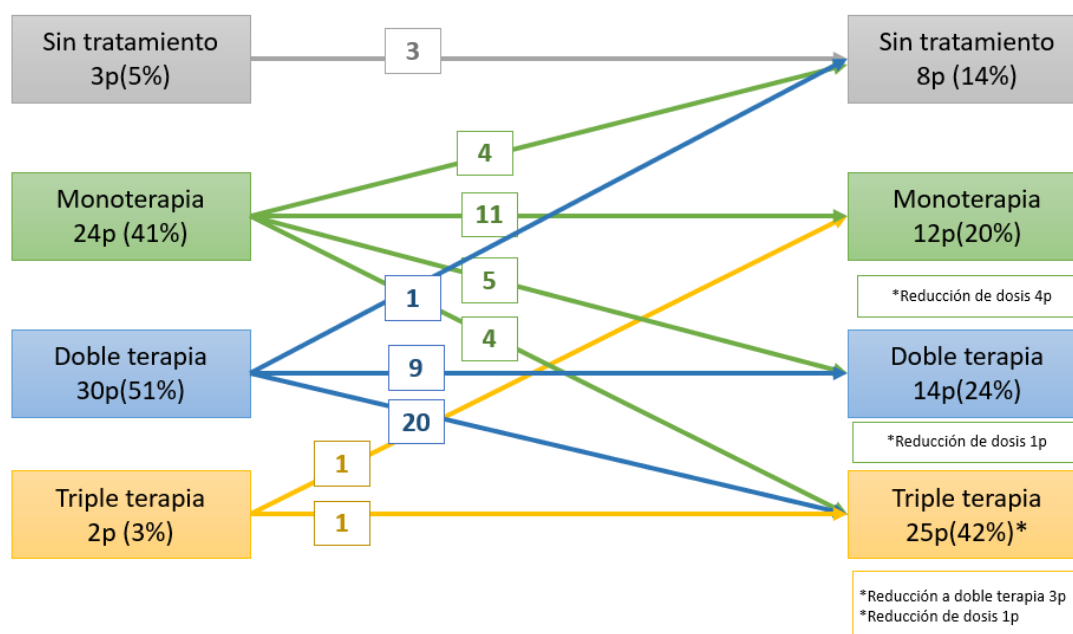 Sin tratamiento
3p(5%)
3
Sin tratamiento
8p (14%)
Monoterapia
24p (41%)
4
11
5
4
Monoterapia
12p(20%)
*Reducción de dosis 4p
Doble terapia
30p(51%)
1
9
20
Doble terapia
14p(24%)
*Reducción de dosis 1p
Triple terapia
2p (3%)
1
1
Triple terapia
25p(42%)*
*Reducción a doble terapia 3p
*Reducción de dosis 1p